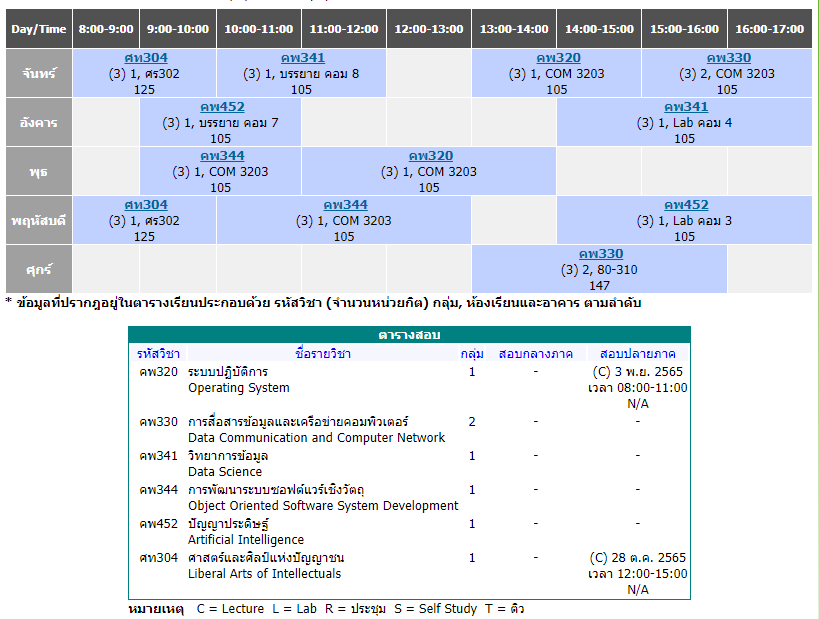 Day/Time 8:00-9:00 9:00-10:00 10:00-11:00 11:00-12:00 12:00-13:00 13:00-14:00 14:00-15:00 15:00-16:00 16:00-17:00
จันทร์
ศท304
(3) 1, ศร302
125
คพ341
(3) 1, บรรยาย คอม 8
105
คพ320
(3) 1, COM 3203
105
คพ330
(3) 2, COM 3203
105
อังคาร
คพ452
(3) 1, บรรยาย คอม 7
105
คพ341
(3) 1, Lab คอม 4
105
พุธ
คพ344
(3) 1, COM 3203
105
คพ320
(3) 1, COM 3203
105
พฤหัสบดี
ศท304
(3) 1, ศร302
125
คพ344
(3) 1, COM 3203
105
คพ452
(3) 1, Lab คอม 3
105
ศุกร์
คพ330
(3) 2, 80-310
147
* ข้อมูลที่ปรากฎอยู่ในตารางเรียนประกอบด้วย รหัสวิชา (จำนวนหน่วยกิต) กลุ่ม, ห้องเรียนและอาคาร ตามลำดับ
ตารางสอบ
รหัสวิชา ชื่อรายวิชา กลุ่ม สอบกลางภาค สอบปลายภาค
คพ320 ระบบปฏิบัติการ 1 - (C) 3 พ.ย. 2565
Operating System เวลา 08:00-11:00
N/A
คพ330 การสื่อสารข้อมูลและเครือข่ายคอมพิวเตอร์ 2 - -
Data Communication and Computer Network
คพ341 วิทยาการข้อมูล 1 - -
Data Science
คพ344 การพัฒนาระบบซอฟต์แวร์เชิงวัตถุ 1 - -
Object Oriented Software System Development
คพ452 ปัญญาประดิษฐ์ 1 - -
Artificial Intelligence
ศท304 ศาสตร์และศิลป์แห่งปัญญาชน 1 - (C) 28 ต.ค. 2565
Liberal Arts of Intellectuals เวลา 12:00-15:00
N/A
หมายเหตุ C = Lecture L = Lab R = ประชุม S = Self Study T = ติว